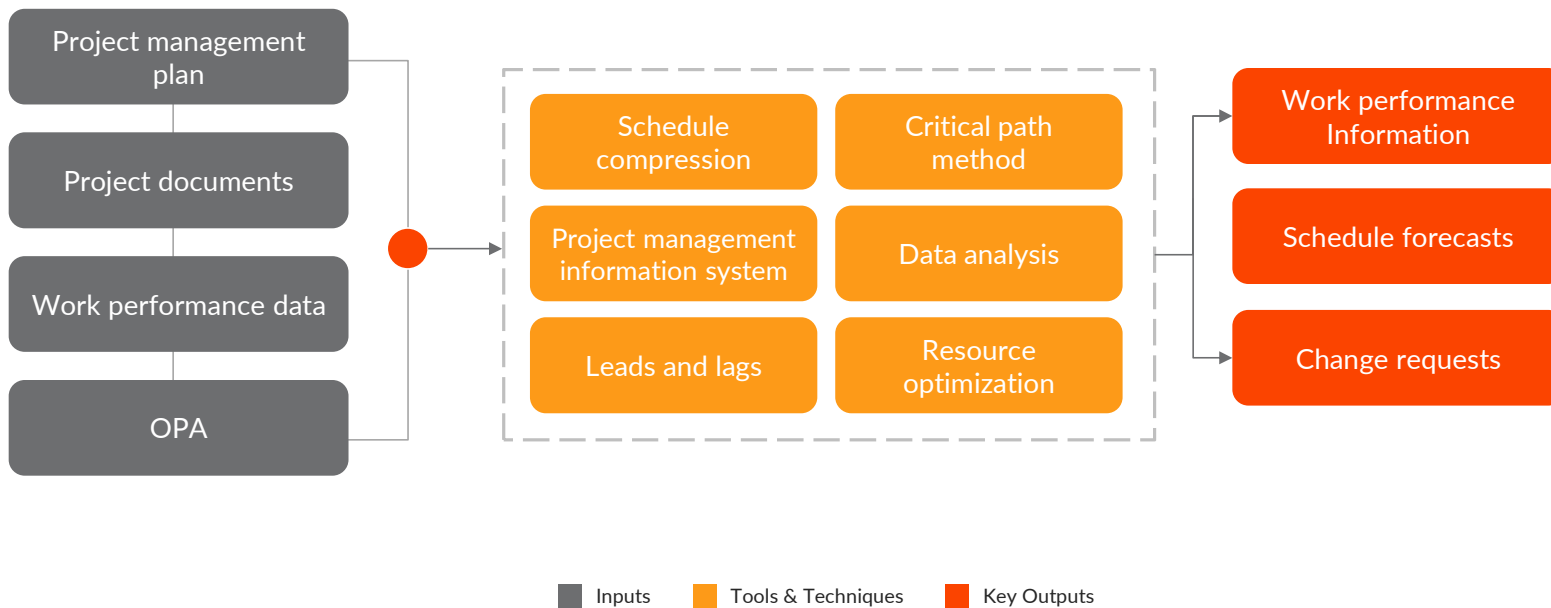 Project management
plan
Project documents
Work performance data
OPA
Schedule
compression
Critical path
method
Project management
information system
Data analysis
Leads and lags
Resource
optimization
Work performance
Information
Schedule forecasts
Change requests
Inputs
Tools & Techniques
Key Outputs